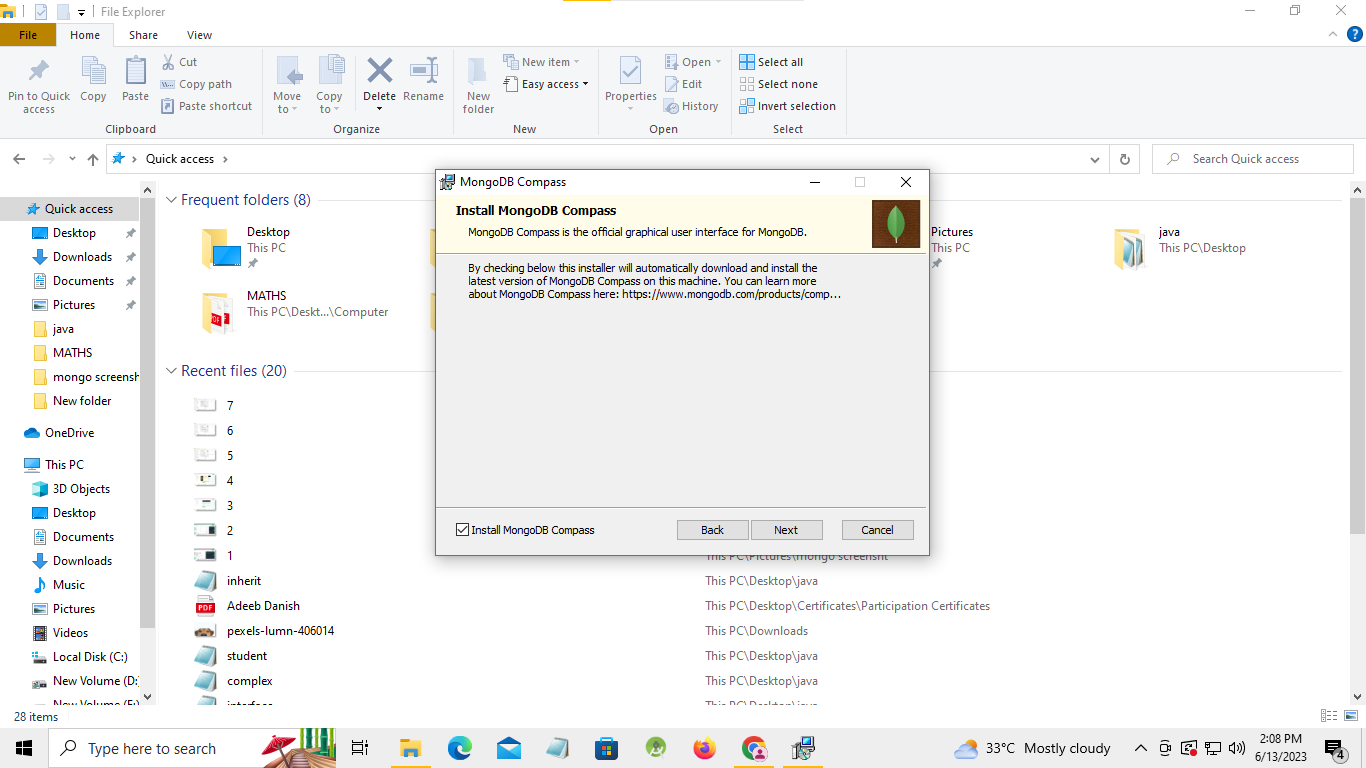 File Explorer
File Home Share View
Pin to Quick access
Copy
Paste
Cut
Copy path
Paste shortcut
Clipboard
Move to
Copy to
Delete
Rename
Organize
New folder
New item
Easy access
New
Properties
Open
Edit
History
Open
Select all
Select none
Invert selection
Select
Quick access
Search Quick access
Quick access
Desktop
Downloads
Documents
Pictures
java
MATHS
mongo screensh
New folder
OneDrive
This PC
3D Objects
Desktop
Documents
Downloads
Music
Pictures
Videos
Local Disk (C:)
New Volume (D:
New Volume (E:)
Frequent folders (8)
Desktop
This PC
Pictures
This PC
java
This PC\Desktop
MATHS
This PC\Deskt...\Computer
Recent files (20)
7
6
5
4
3
2
1 This PC\Pictures\mongo screensht
inherit This PC\Desktop\java
Adeeb Danish This PC\Desktop\Certificates\Participation Certificates
pexels-lumn-406014 This PC\Downloads
student This PC\Desktop\java
complex This PC\Desktop\java
interface This PC\Desktop\java
MongoDB Compass
Install MongoDB Compass
MongoDB Compass is the official graphical user interface for MongoDB.
By checking below this installer will automatically download and install the
latest version of MongoDB Compass on this machine. You can learn more
about MongoDB Compass here: https://www.mongodb.com/products/comp...
Install MongoDB Compass Back Next Cancel
28 items
Type here to search
33°C Mostly cloudy
2:08 PM
6/13/2023
4